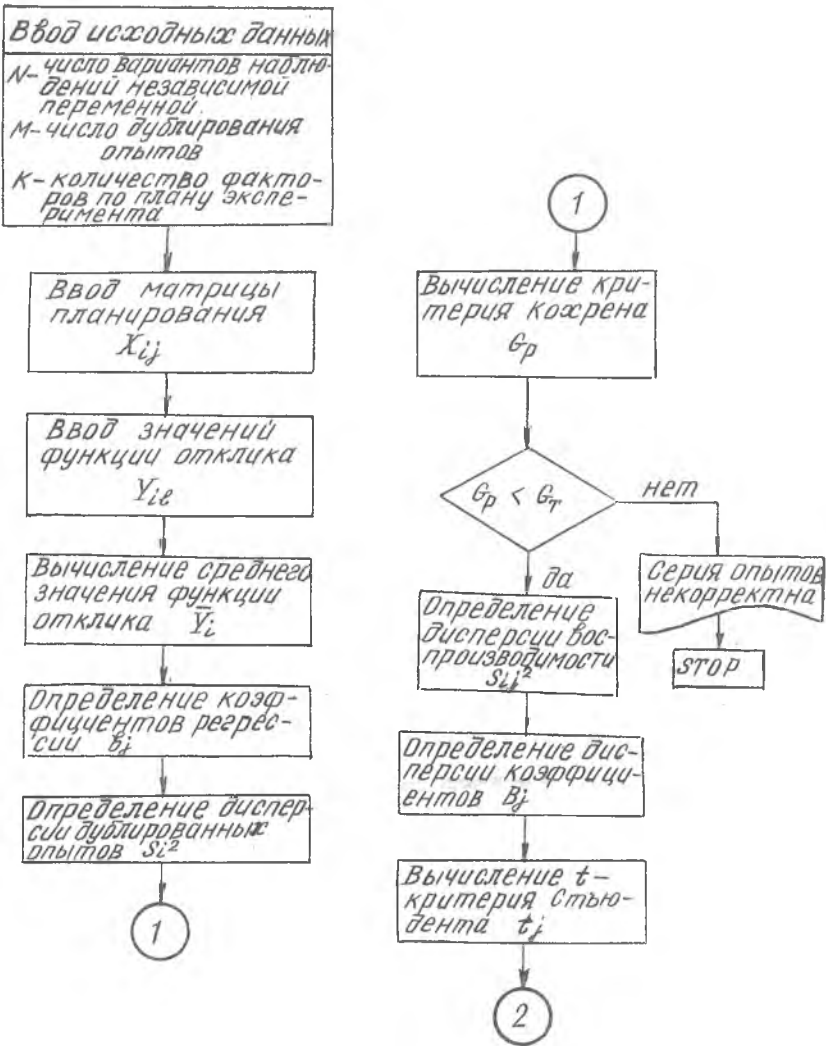 Ввод исходных данных
N- число вариантов наблю-
дений независимой
переменной.
М- число дублирования
опытов
К- количество факто-
ров по плану экспе-
римента
Ввод матрицы
планирования
Xij
Ввод значений
функции отклика
Yiℓ
Вычисление среднего
значения функции
отклика Ȳi
Определение коэф-
фициентов регрес-
сии bj
Определение диспер-
сии дублированных
опытов Si²
1
1
Вычисление кри-
терия Кохрена
Gp
Gp < Gт
нет
да
Серия опытов
некорректна
STOP
Определение
дисперсии вос-
производимости
Sij²
Определение дис-
персии коэффици-
ентов Bj
Вычисление t-
критерия Стью-
дента tj
2